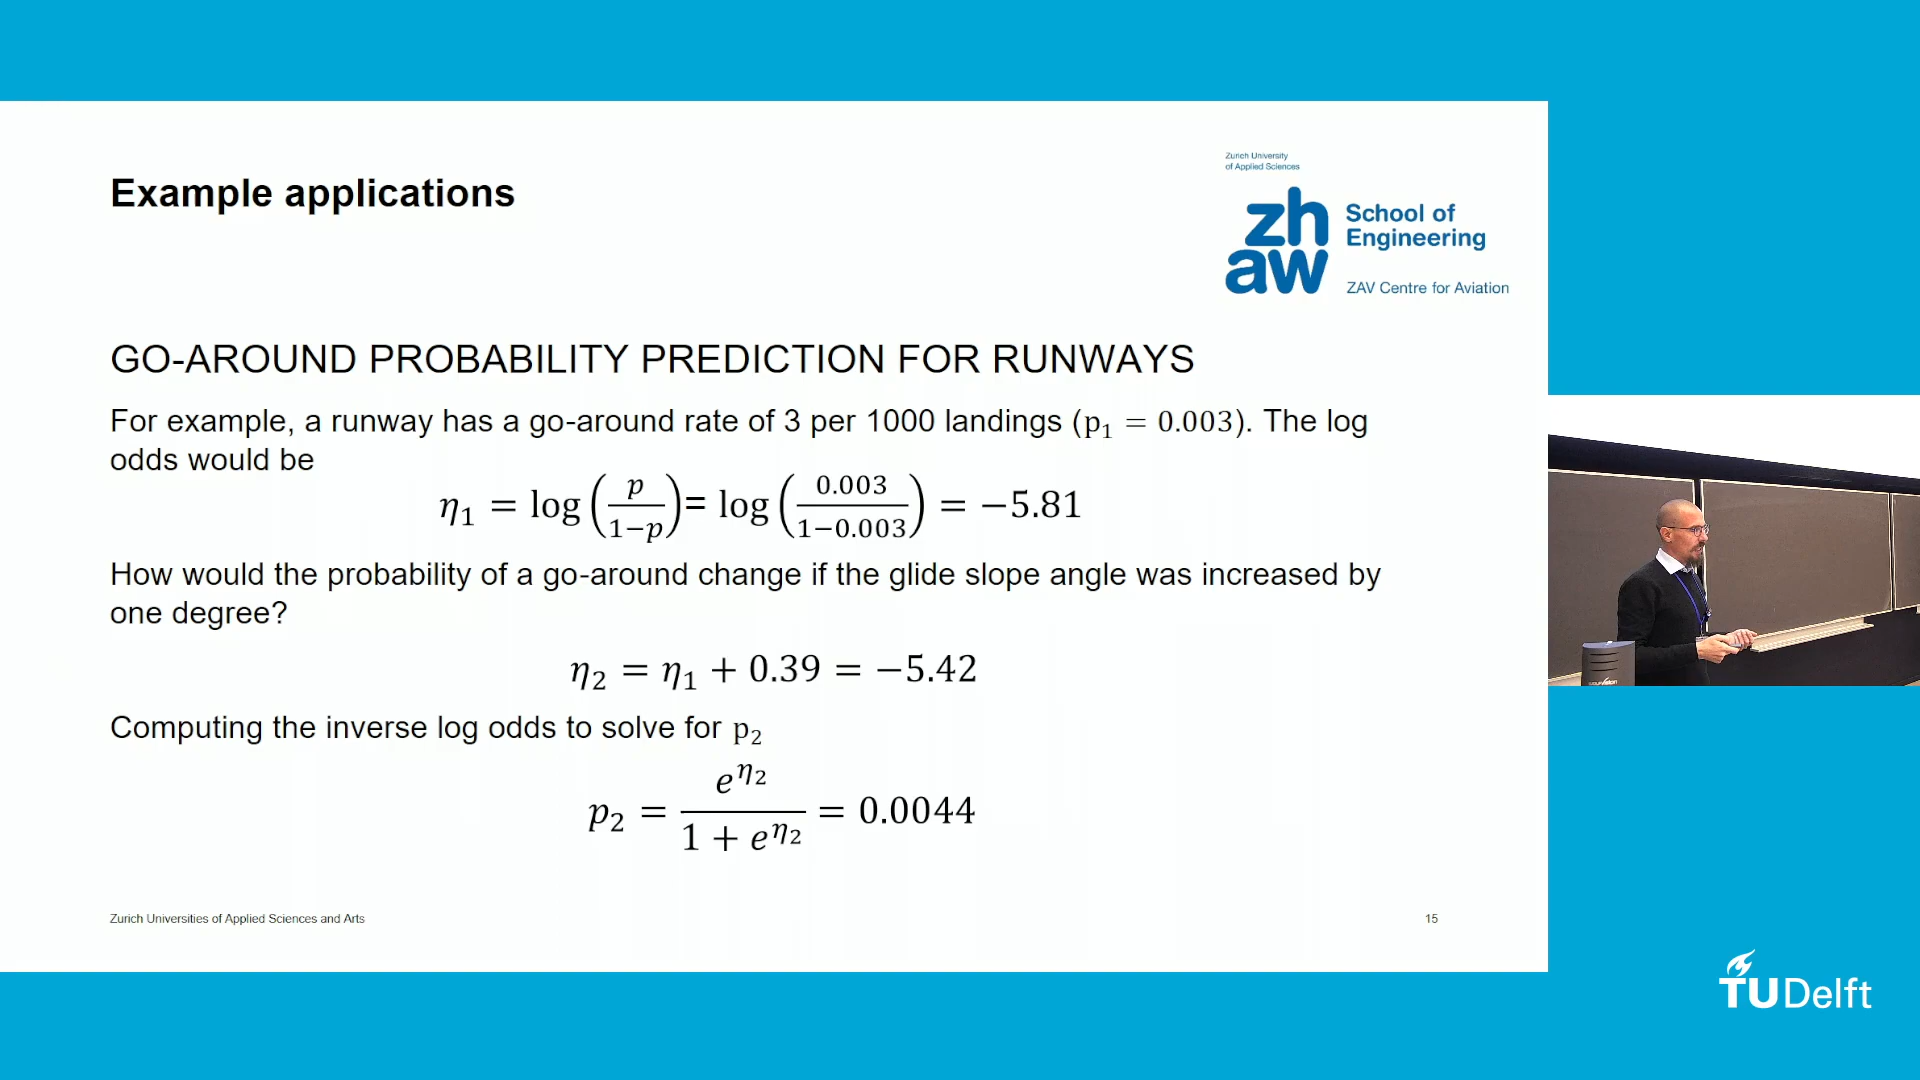 Zurich University
of Applied Sciences
zh
aw
School of
Engineering
ZAV Centre for Aviation
Example applications
GO-AROUND PROBABILITY PREDICTION FOR RUNWAYS
For example, a runway has a go-around rate of 3 per 1000 landings (p₁ = 0.003). The log
odds would be
η₁ = log(p/(1−p)) = log(0.003/(1−0.003)) = −5.81
How would the probability of a go-around change if the glide slope angle was increased by
one degree?
η₂ = η₁ + 0.39 = −5.42
Computing the inverse log odds to solve for p₂
p₂ = e^η₂/(1 + e^η₂) = 0.0044
Zurich Universities of Applied Sciences and Arts
15
TUDelft